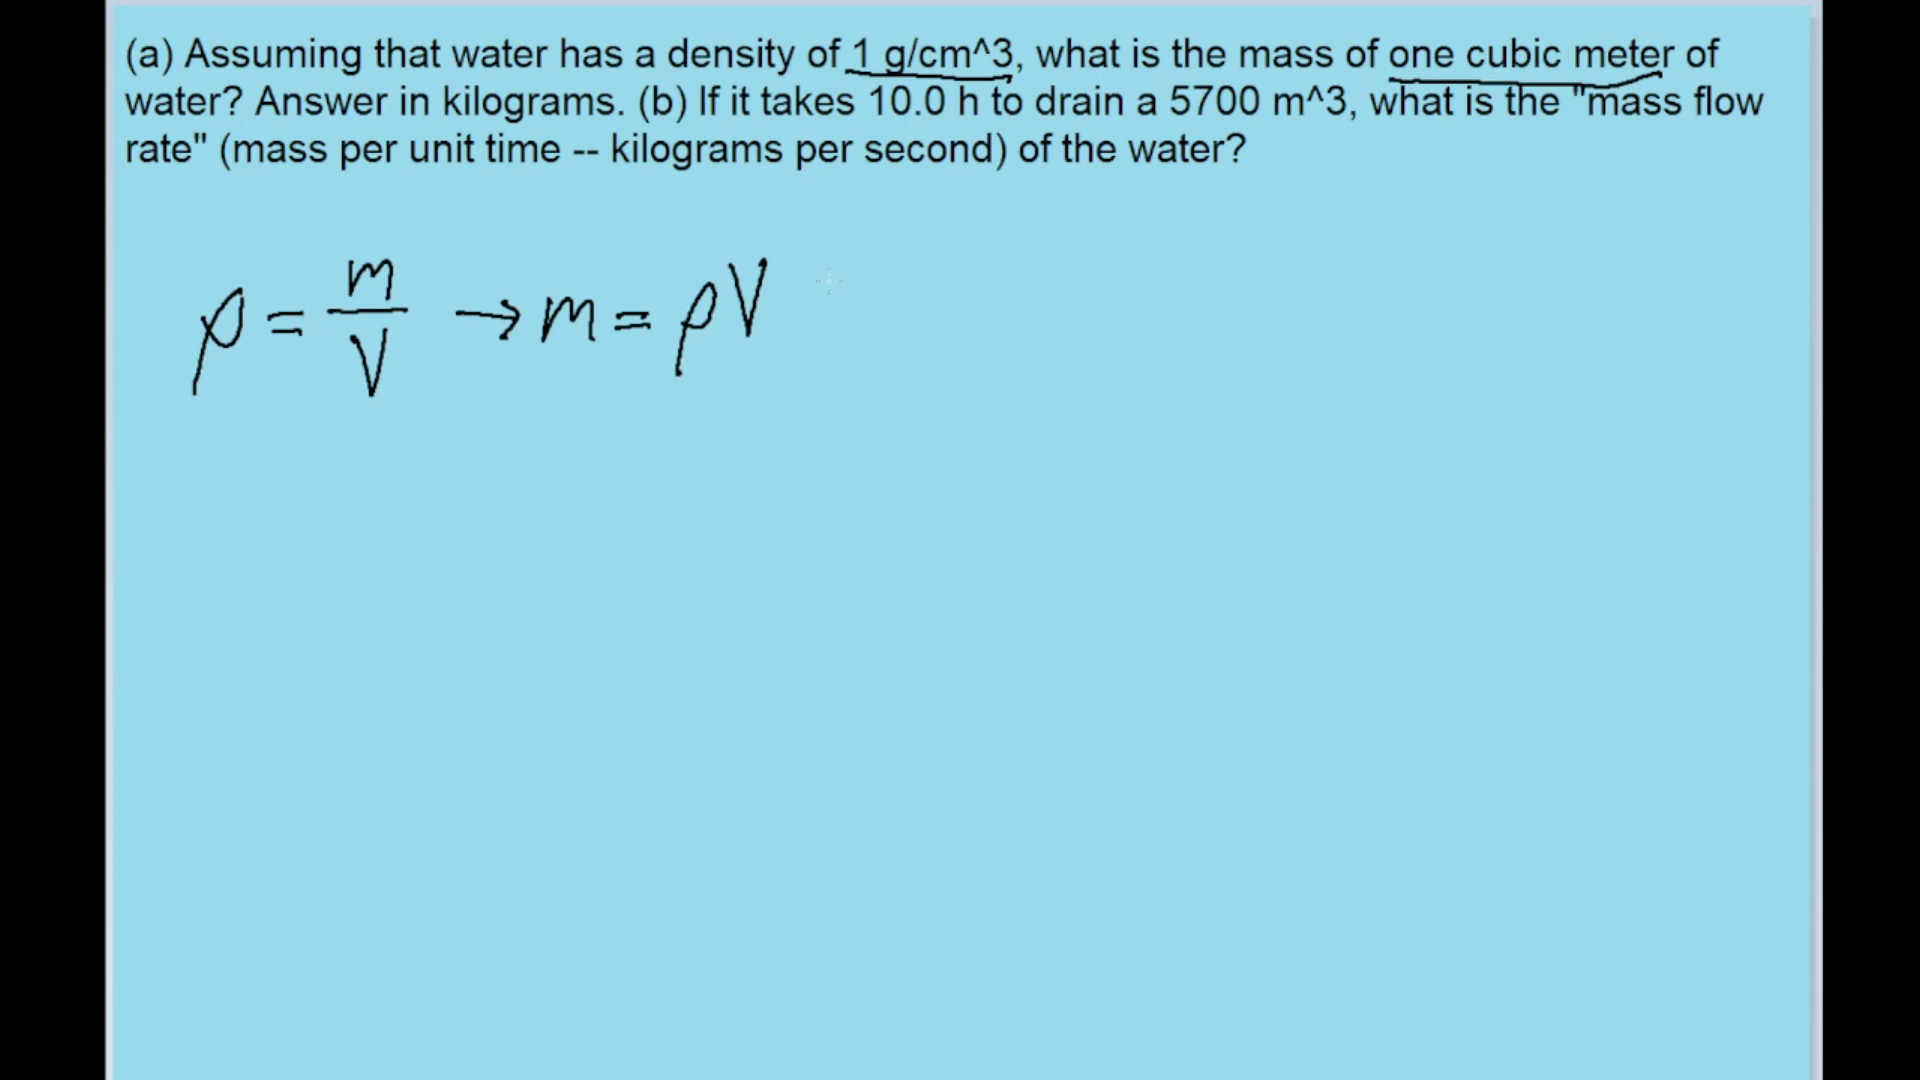 (a) Assuming that water has a density of 1 g/cm^3, what is the mass of one cubic meter of
water? Answer in kilograms. (b) If it takes 10.0 h to drain a 5700 m^3, what is the "mass flow
rate" (mass per unit time -- kilograms per second) of the water?
ρ = m/V → m = ρV